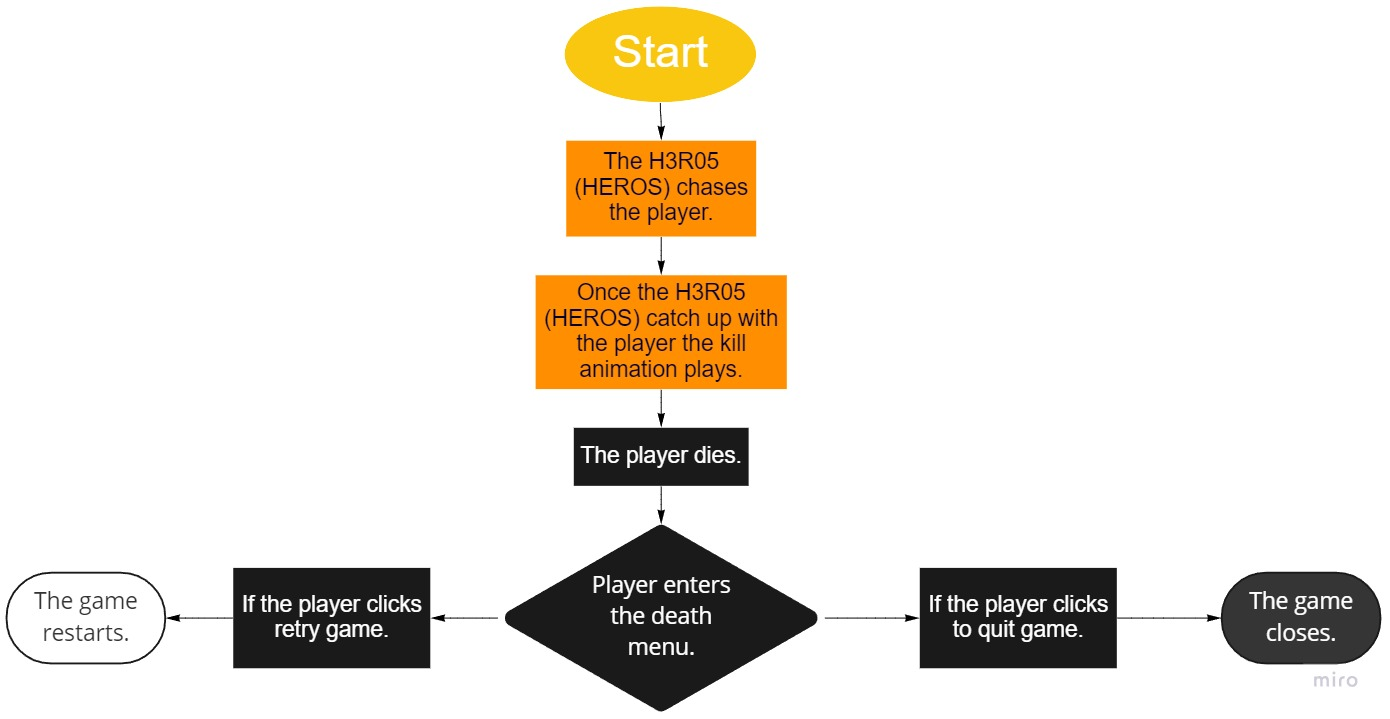 Start
The H3R05
(HEROS) chases
the player.
Once the H3R05
(HEROS) catch up with
the player the kill
animation plays.
The player dies.
Player enters
the death
menu.
If the player clicks
retry game.
The game
restarts.
If the player clicks
to quit game.
The game
closes.
miro